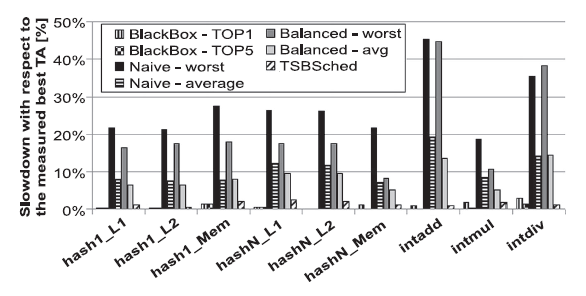 Slowdown with respect to
the measured best TA [%]
50%
40%
30%
20%
10%
0%
BlackBox - TOP1
BlackBox - TOP5
Naive - worst
Naive - average
Balanced - worst
Balanced - avg
TSBSched
hash1_L1
hash1_L2
hash1_Mem
hashN_L1
hashN_L2
hashN_Mem
intadd
intmul
intdiv